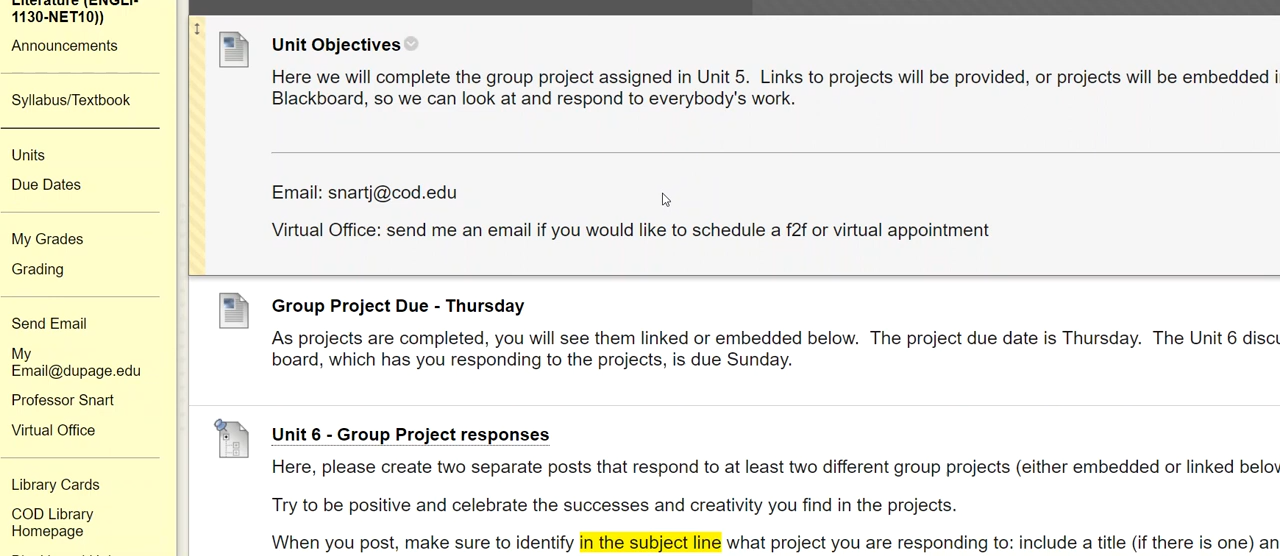 Literature (ENGLI-
1130-NET10))
Announcements
Syllabus/Textbook
Units
Due Dates
My Grades
Grading
Send Email
My
Email@dupage.edu
Professor Snart
Virtual Office
Library Cards
COD Library
Homepage
Unit Objectives
Here we will complete the group project assigned in Unit 5.  Links to projects will be provided, or projects will be embedded
Blackboard, so we can look at and respond to everybody's work.
Email: snartj@cod.edu
Virtual Office: send me an email if you would like to schedule a f2f or virtual appointment
Group Project Due - Thursday
As projects are completed, you will see them linked or embedded below.  The project due date is Thursday.  The Unit 6
board, which has you responding to the projects, is due Sunday.
Unit 6 - Group Project responses
Here, please create two separate posts that respond to at least two different group projects (either embedded or linked
Try to be positive and celebrate the successes and creativity you find in the projects.
When you post, make sure to identify in the subject line what project you are responding to: include a title (if there is one)